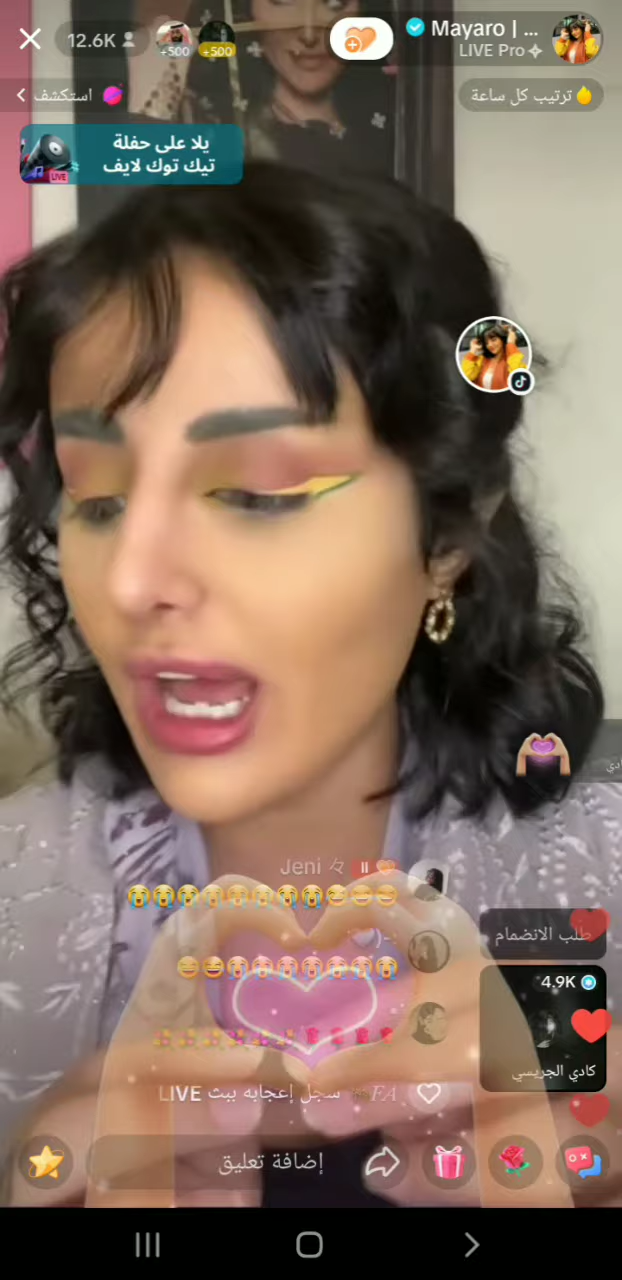 12.6K
+500
+500
Mayaro | ...
LIVE Pro
استكشف
ترتيب كل ساعة
يلا على حفلة
تيك توك لايف
LIVE
Jeni 々
طلب الانضمام
4.9K
كادي الجريسي
FA سجل إعجابه ببث LIVE
إضافة تعليق